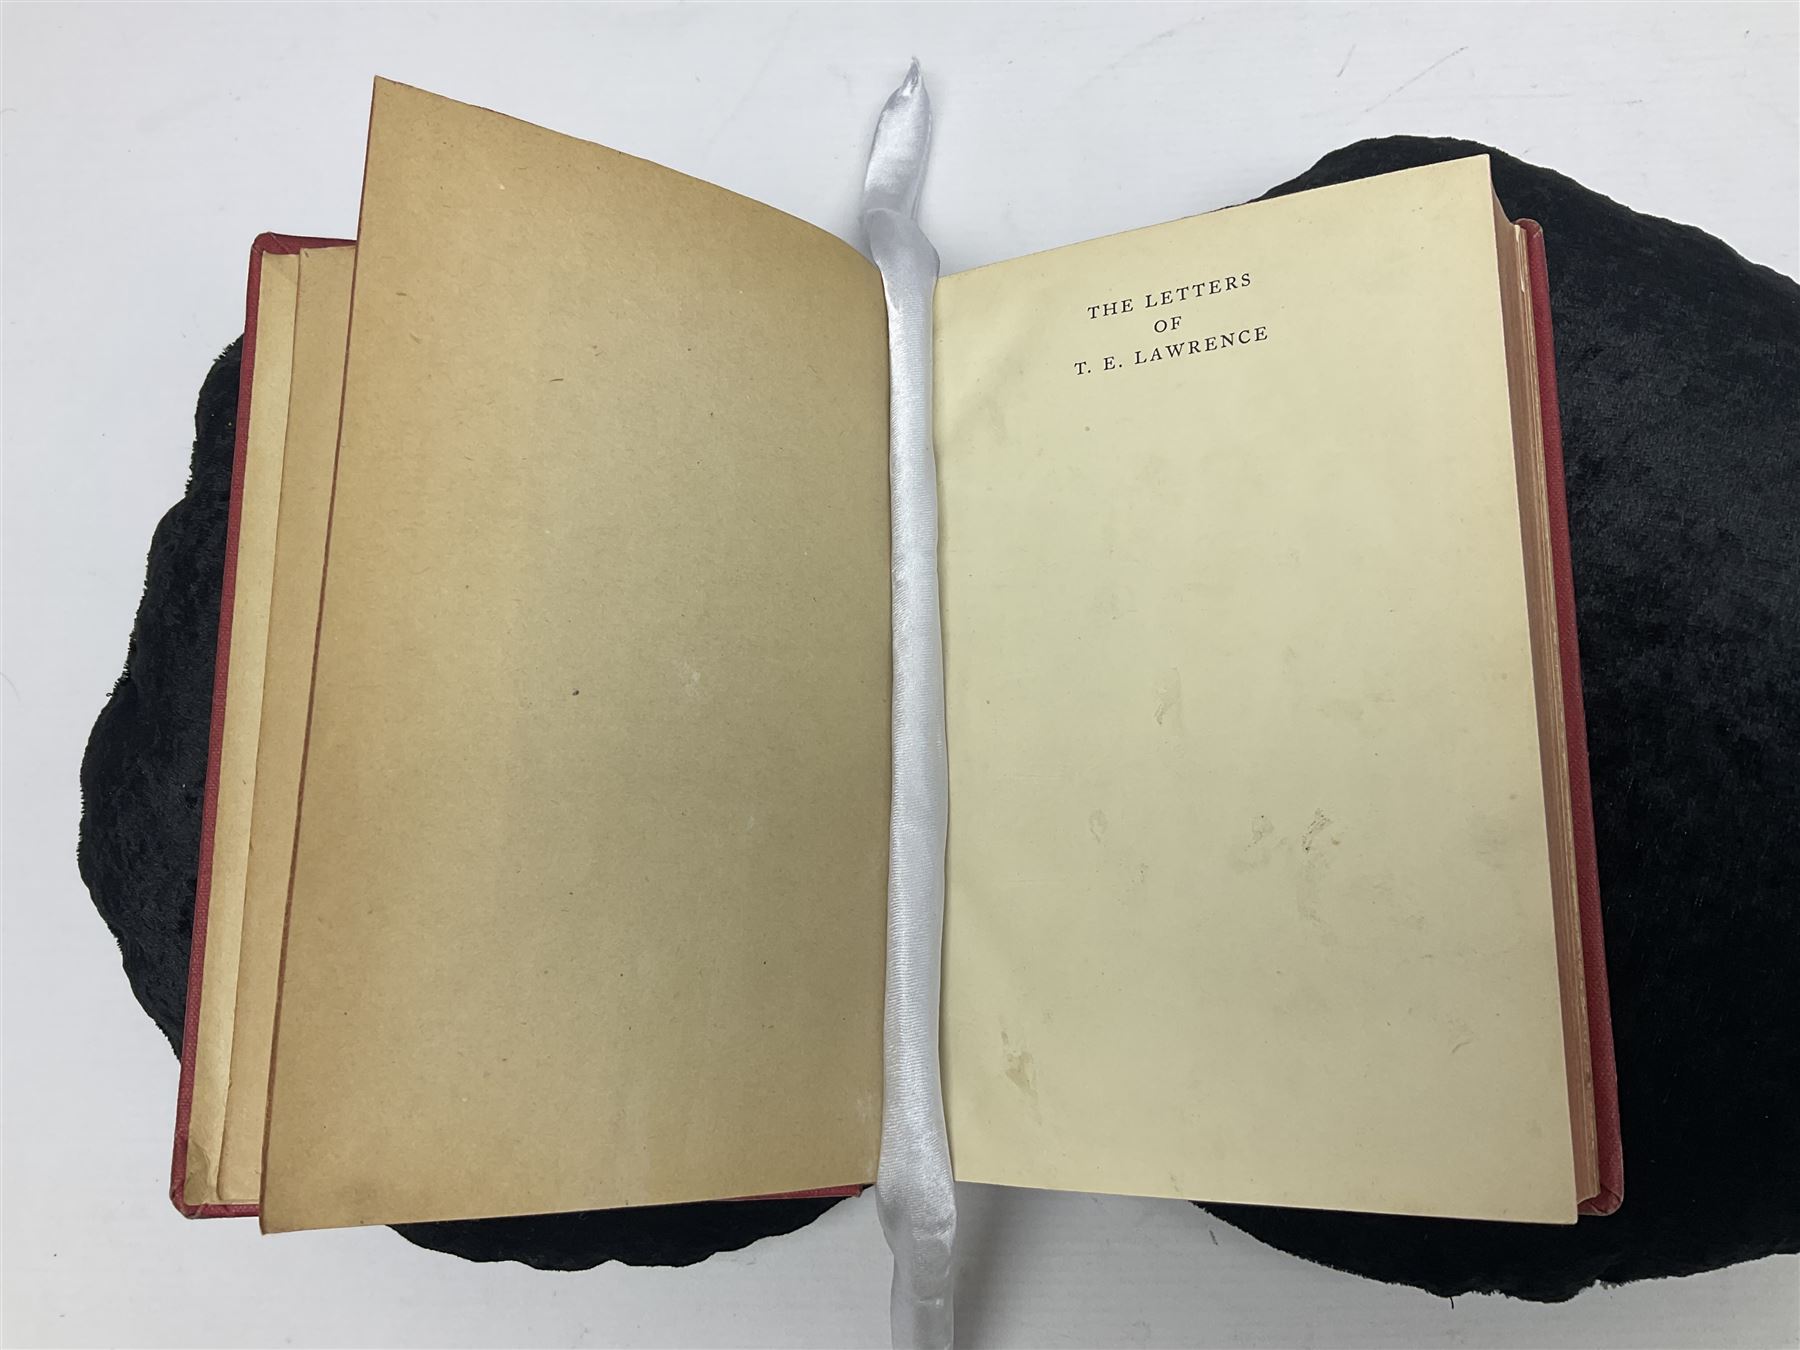 THE LETTERS
OF
T. E. LAWRENCE